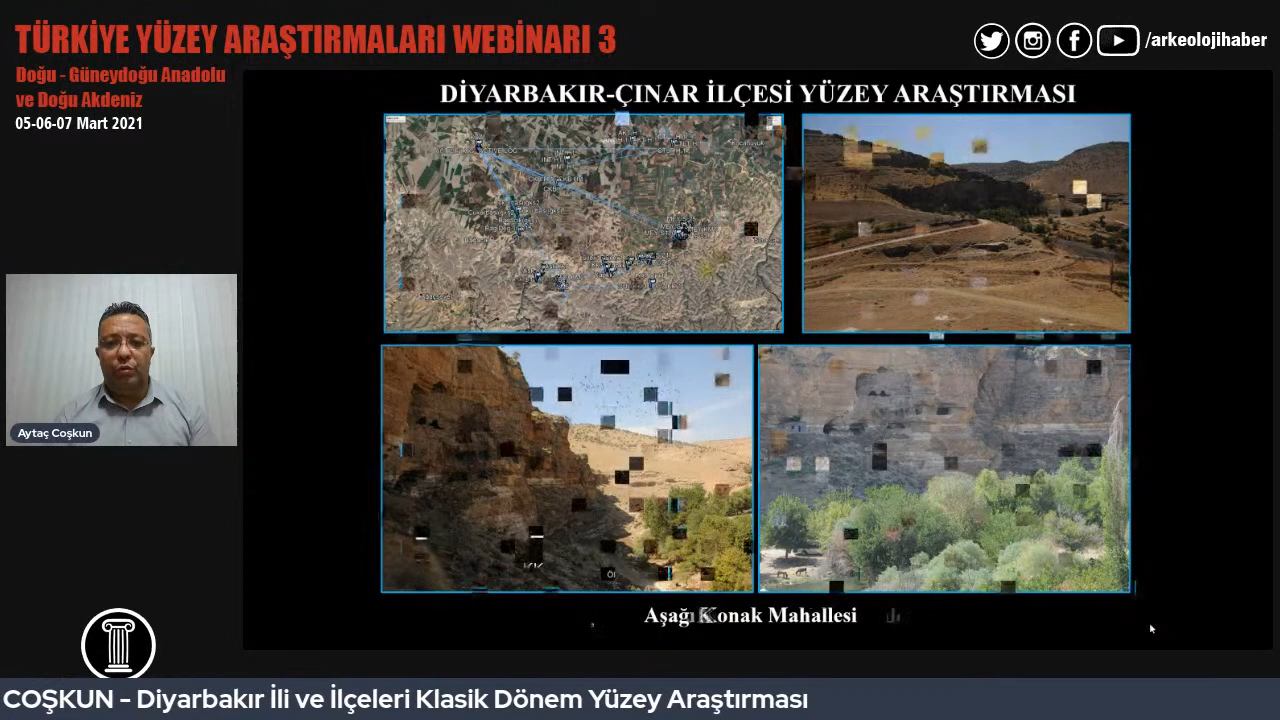 TÜRKİYE YÜZEY ARAŞTIRMALARI WEBİNARI 3
Doğu - Güneydoğu Anadolu
ve Doğu Akdeniz
05-06-07 Mart 2021
/arkeolojihaber
DİYARBAKIR-ÇINAR İLÇESİ YÜZEY ARAŞTIRMASI
Aytaç Coşkun
Aşağı Konak Mahallesi
COŞKUN - Diyarbakır İli ve İlçeleri Klasik Dönem Yüzey Araştırması